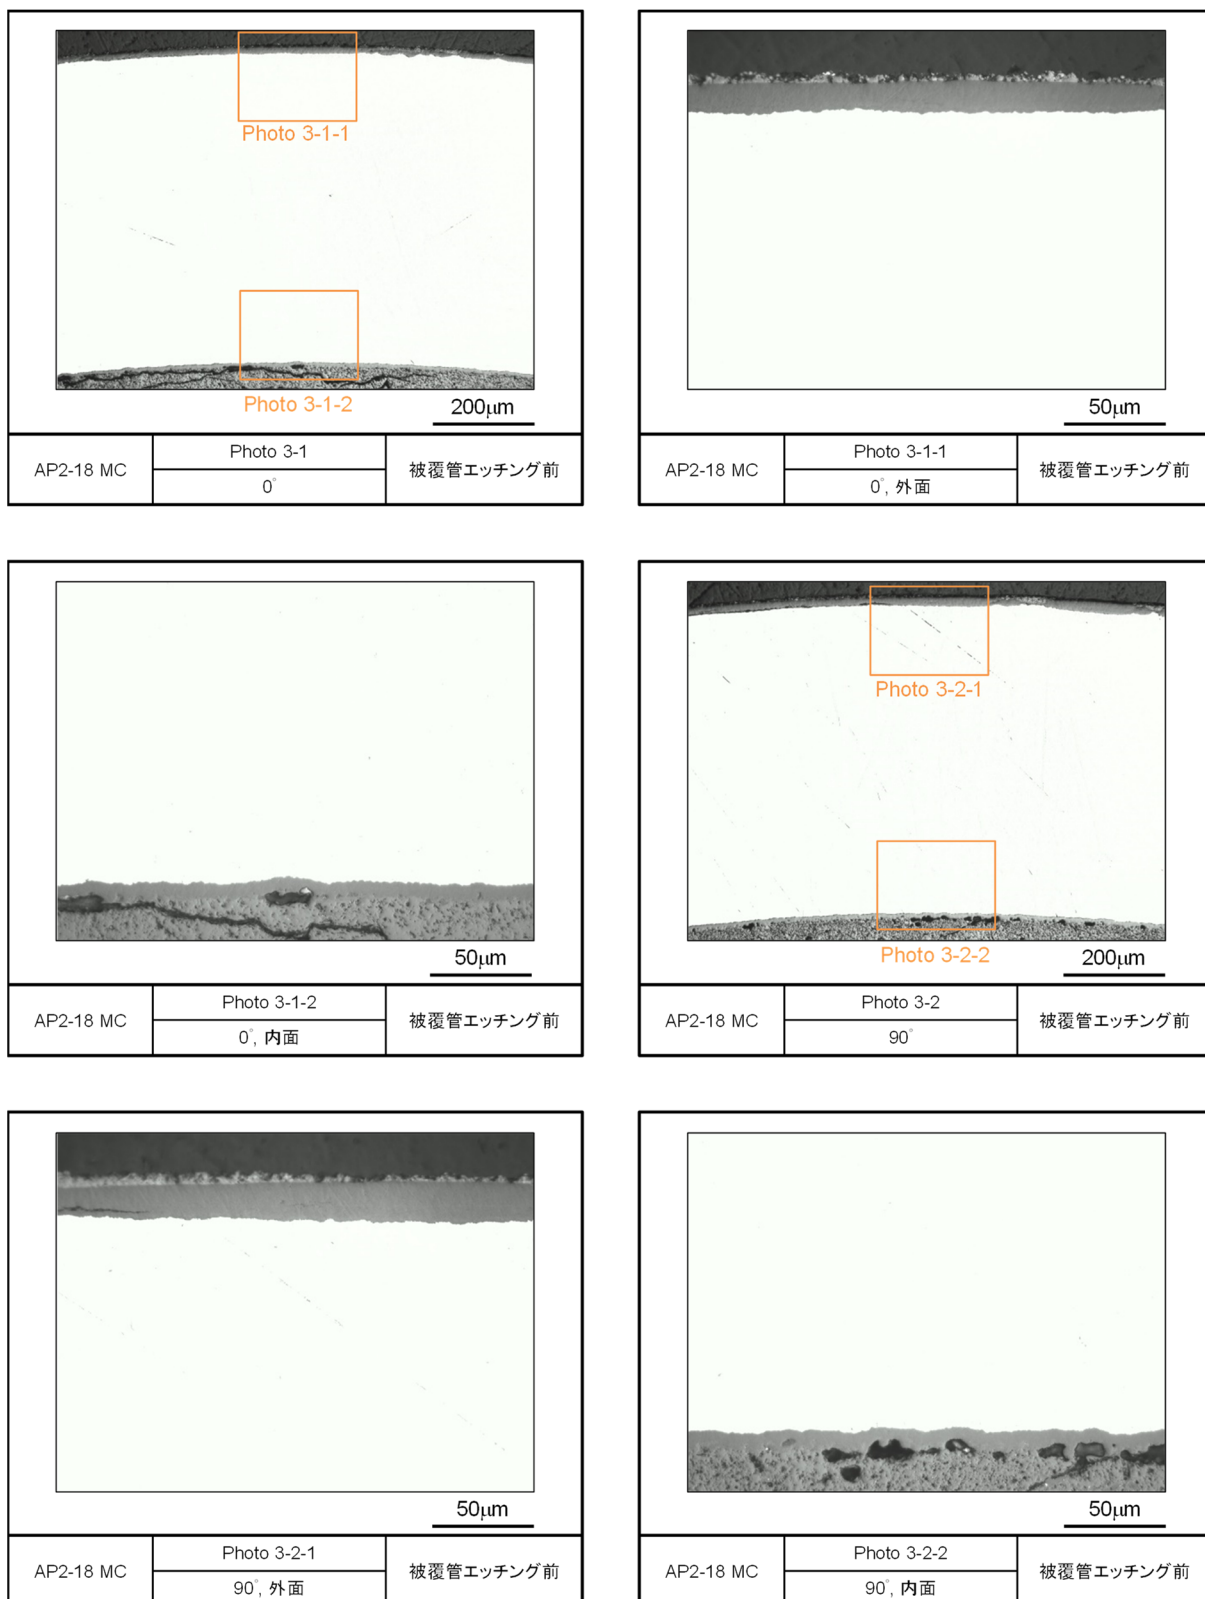 Photo 3-1-1
Photo 3-1-2
200μm
AP2-18 MC
Photo 3-1
0°
被覆管エッチング前
50μm
AP2-18 MC
Photo 3-1-1
0°, 外面
被覆管エッチング前
50μm
AP2-18 MC
Photo 3-1-2
0°, 内面
被覆管エッチング前
Photo 3-2-1
Photo 3-2-2
200μm
AP2-18 MC
Photo 3-2
90°
被覆管エッチング前
50μm
AP2-18 MC
Photo 3-2-1
90°, 外面
被覆管エッチング前
50μm
AP2-18 MC
Photo 3-2-2
90°, 内面
被覆管エッチング前